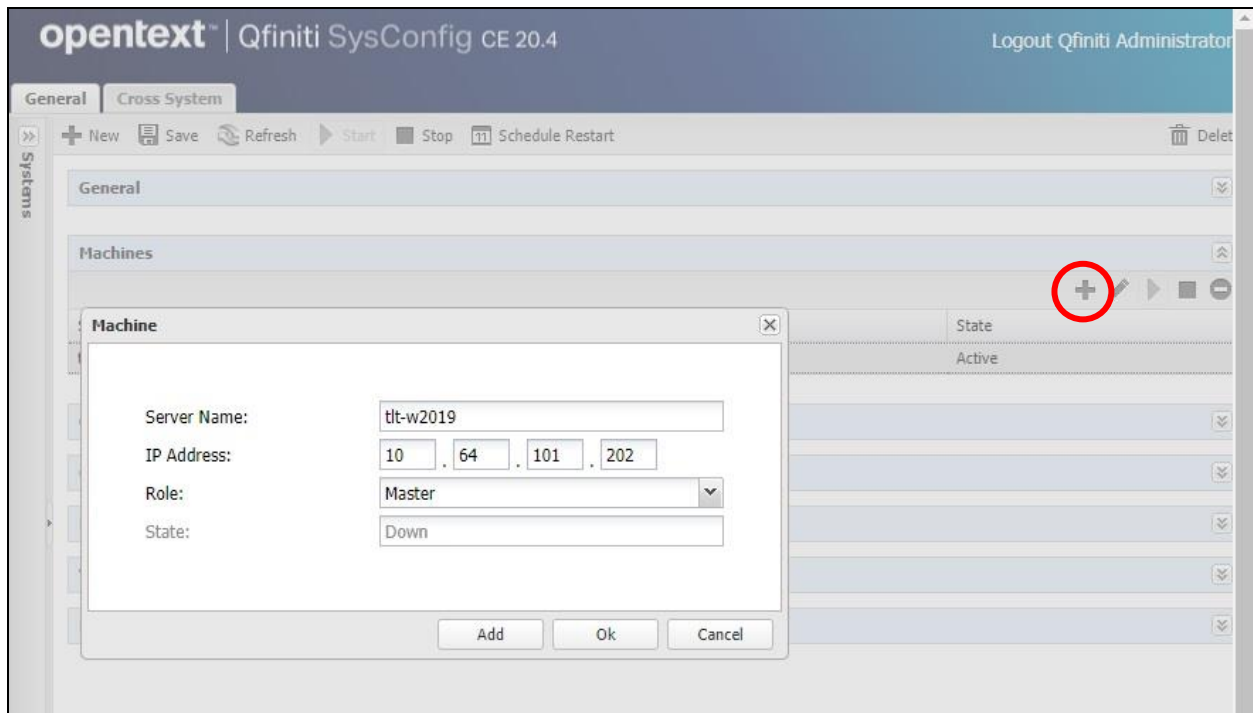 opentext™ | Qfiniti SysConfig CE 20.4
Logout Qfiniti Administrator
General Cross System
New Save Refresh Start Stop 11 Schedule Restart Delet
Systems
General
Machines
State
Active
Machine
Server Name: tlt-w2019
IP Address: 10 . 64 . 101 . 202
Role: Master
State: Down
Add Ok Cancel